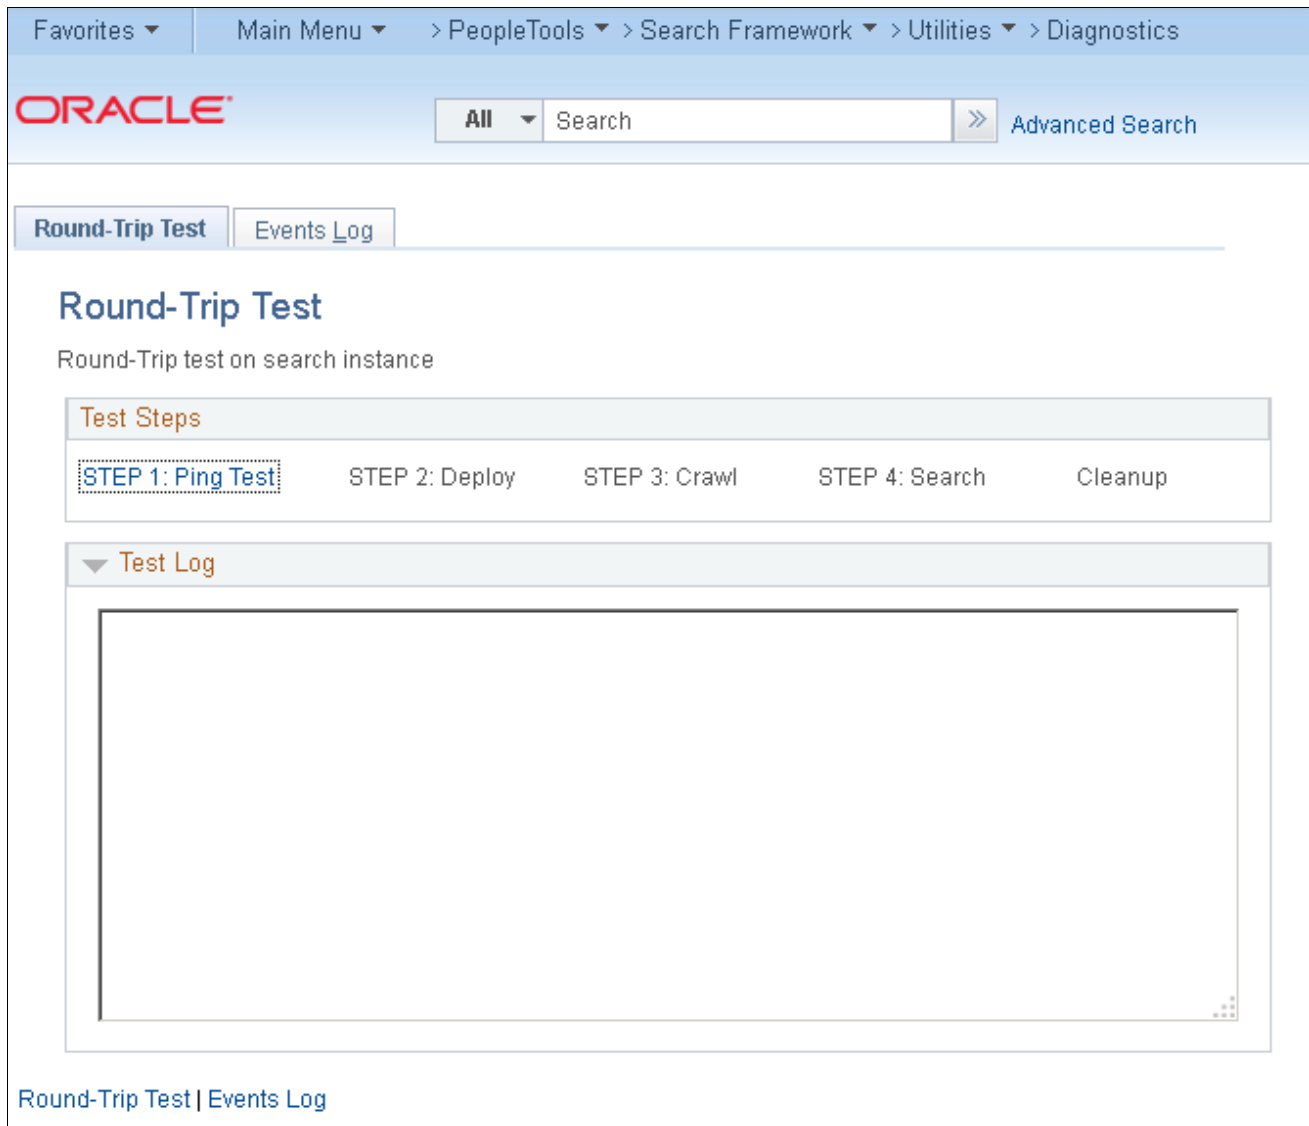 Favorites Main Menu > PeopleTools > Search Framework > Utilities > Diagnostics
ORACLE
All Search » Advanced Search
Round-Trip Test Events Log
Round-Trip Test
Round-Trip test on search instance
Test Steps
STEP 1: Ping Test STEP 2: Deploy STEP 3: Crawl STEP 4: Search Cleanup
Test Log
Round-Trip Test | Events Log